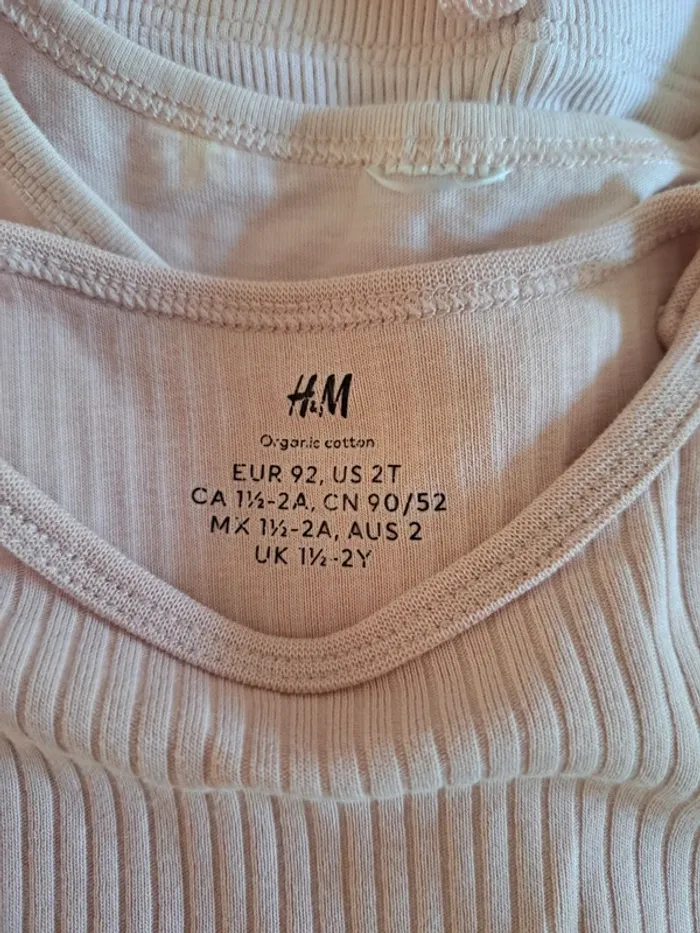 H&M
Organic cotton
EUR 92, US 2T
CA 1½-2A, CN 90/52
MX 1½-2A, AUS 2
UK 1½-2Y